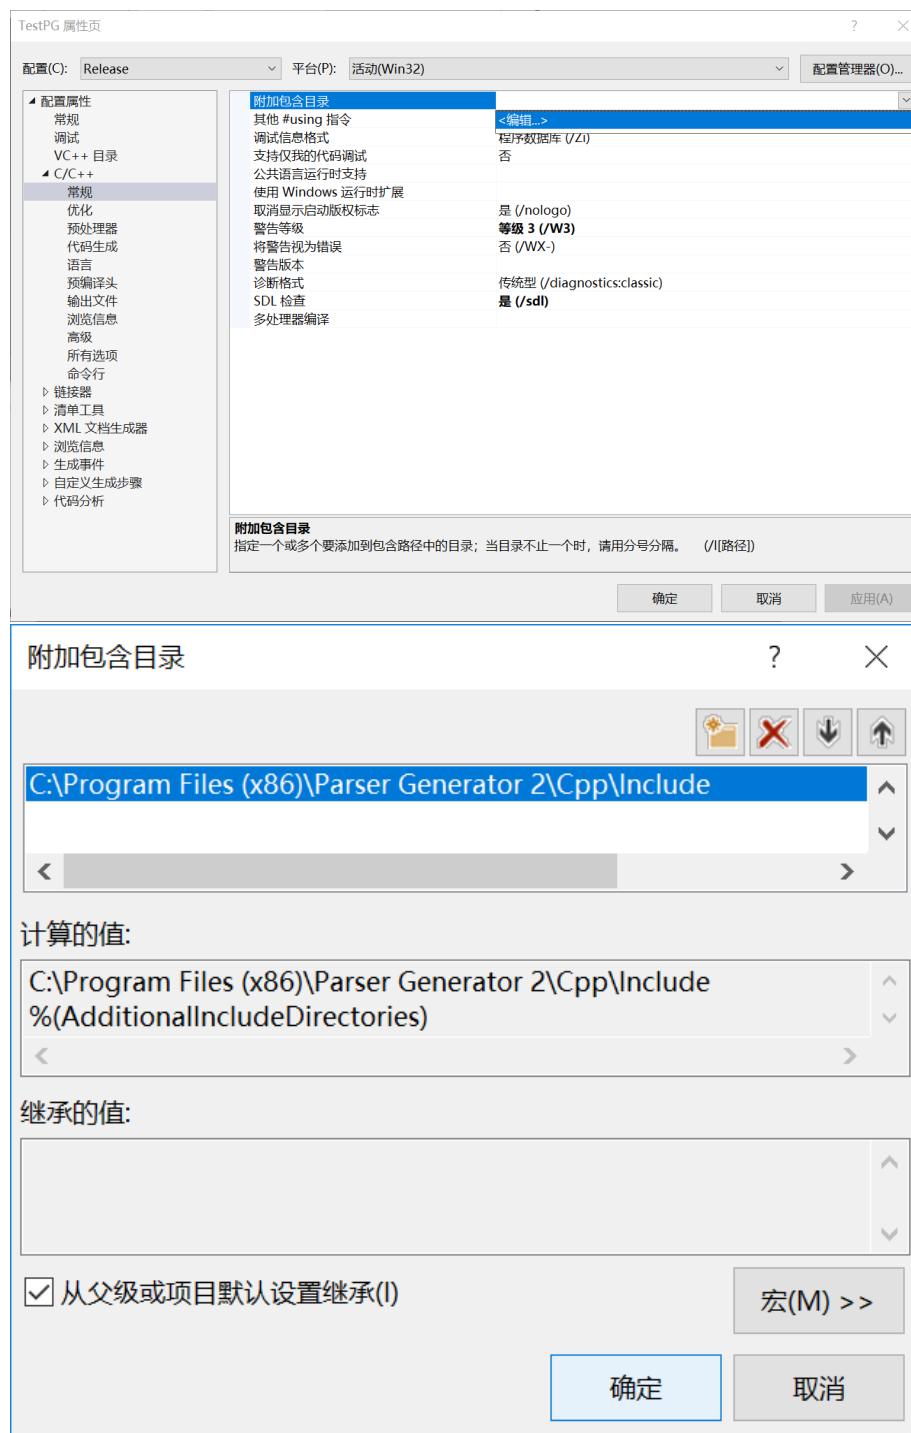 TestPG 属性页
配置(C): Release 平台(P): 活动(Win32) 配置管理器(O)...
配置属性
常规
调试
VC++ 目录
C/C++
常规
优化
预处理器
代码生成
语言
预编译头
输出文件
浏览信息
高级
所有选项
命令行
链接器
清单工具
XML 文档生成器
浏览信息
生成事件
自定义生成步骤
代码分析
附加包含目录
<编辑...>
其他 #using 指令
调试信息格式 程序数据库 (/Zi)
支持仅我的代码调试 否
公共语言运行时支持
使用 Windows 运行时扩展
取消显示启动版权标志 是 (/nologo)
警告等级 等级 3 (/W3)
将警告视为错误 否 (/WX-)
警告版本
诊断格式 传统型 (/diagnostics:classic)
SDL 检查 是 (/sdl)
多处理器编译
附加包含目录
指定一个或多个要添加到包含路径中的目录；当目录不止一个时，请用分号分隔。 (/I[路径])
确定 取消 应用(A)
附加包含目录 ?
C:\Program Files (x86)\Parser Generator 2\Cpp\Include
计算的值:
C:\Program Files (x86)\Parser Generator 2\Cpp\Include
%(AdditionalIncludeDirectories)
继承的值:
从父级或项目默认设置继承(I)
宏(M) >>
确定 取消